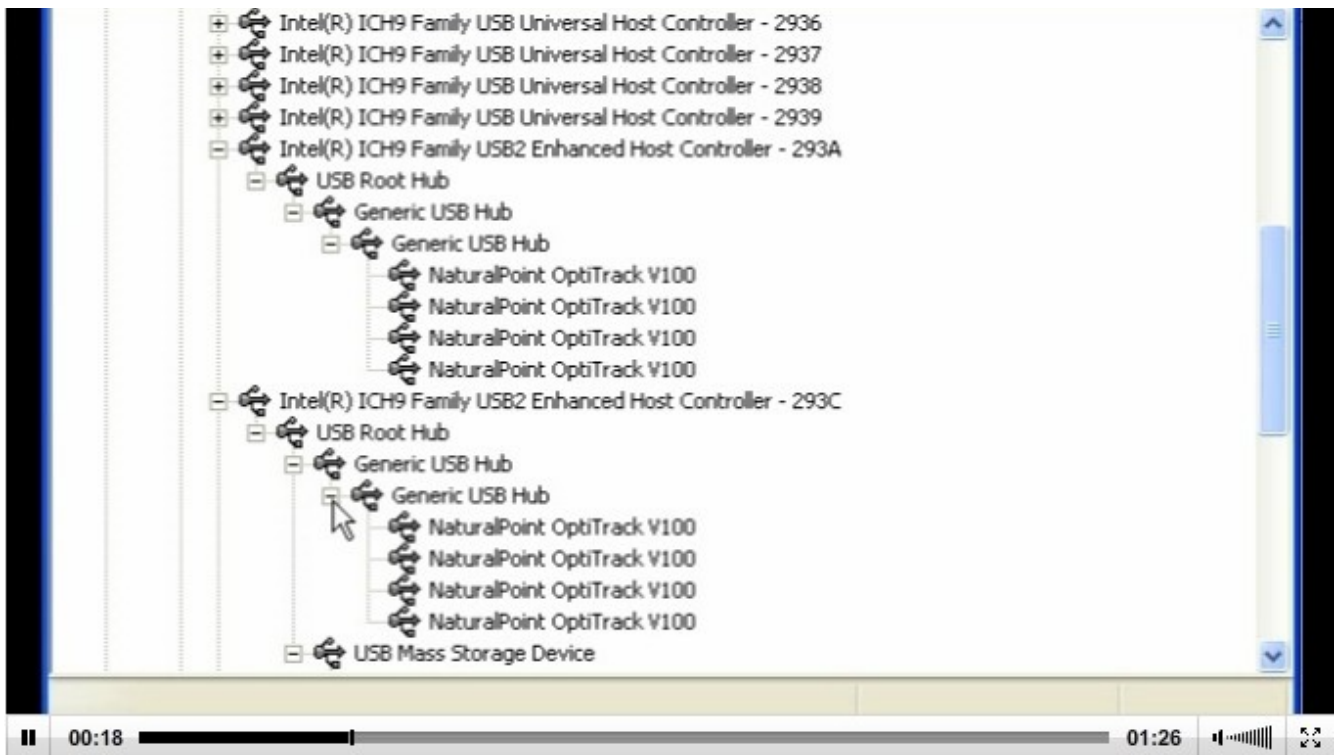 Intel(R) ICH9 Family USB Universal Host Controller - 2936
Intel(R) ICH9 Family USB Universal Host Controller - 2937
Intel(R) ICH9 Family USB Universal Host Controller - 2938
Intel(R) ICH9 Family USB Universal Host Controller - 2939
Intel(R) ICH9 Family USB2 Enhanced Host Controller - 293A
USB Root Hub
Generic USB Hub
Generic USB Hub
NaturalPoint OptiTrack V100
NaturalPoint OptiTrack V100
NaturalPoint OptiTrack V100
NaturalPoint OptiTrack V100
Intel(R) ICH9 Family USB2 Enhanced Host Controller - 293C
USB Root Hub
Generic USB Hub
Generic USB Hub
NaturalPoint OptiTrack V100
NaturalPoint OptiTrack V100
NaturalPoint OptiTrack V100
NaturalPoint OptiTrack V100
USB Mass Storage Device
00:18 01:26